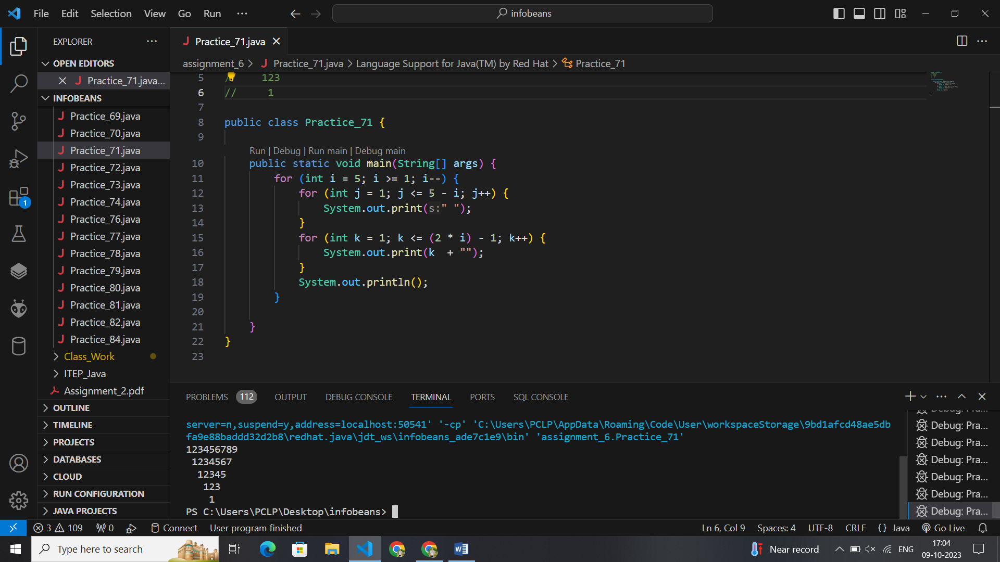 File Edit Selection View Go Run ···
infobeans
EXPLORER ···
OPEN EDITORS
Practice_71.java...
INFOBEANS
Practice_69.java
Practice_70.java
Practice_71.java
Practice_72.java
Practice_73.java
Practice_74.java
Practice_76.java
Practice_77.java
Practice_78.java
Practice_79.java
Practice_80.java
Practice_81.java
Practice_82.java
Practice_84.java
Class_Work
ITEP_Java
Assignment_2.pdf
OUTLINE
TIMELINE
PROJECTS
DATABASES
CLOUD
RUN CONFIGURATION
JAVA PROJECTS
1
J Practice_71.java
assignment_6 > J Practice_71.java > Language Support for Java(TM) by Red Hat > Practice_71
5 123
6 // 1
7
8 public class Practice_71 {
9
Run | Debug | Run main | Debug main
10 public static void main(String[] args) {
11 for (int i = 5; i >= 1; i--) {
12 for (int j = 1; j <= 5 - i; j++) {
13 System.out.print(s:" ");
14 }
15 for (int k = 1; k <= (2 * i) - 1; k++) {
16 System.out.print(k  + "");
17 }
18 System.out.println();
19 }
20
21 }
22 }
23
PROBLEMS 112 OUTPUT DEBUG CONSOLE TERMINAL PORTS SQL CONSOLE
server=n,suspend=y,address=localhost:50541' '-cp' 'C:\Users\PCLP\AppData\Roaming\Code\User\workspaceStorage\9bd1afcd48ae5db
fa9e88baddd32d2b8\redhat.java\jdt_ws\infobeans_ade7c1e9\bin' 'assignment_6.Practice_71'
123456789
1234567
12345
123
1
PS C:\Users\PCLP\Desktop\infobeans>
Debug: Pra...
Debug: Pra...
Debug: Pra...
Debug: Pra...
Debug: Pra...
Debug: Pra...
3 109 0 Connect User program finished Ln 6, Col 9 Spaces: 4 UTF-8 CRLF {} Java Go Live
Type here to search
Near record ENG 17:04
09-10-2023